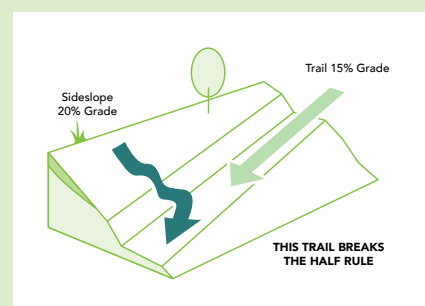 Trail 15% Grade
Sideslope
20% Grade
THIS TRAIL BREAKS
THE HALF RULE